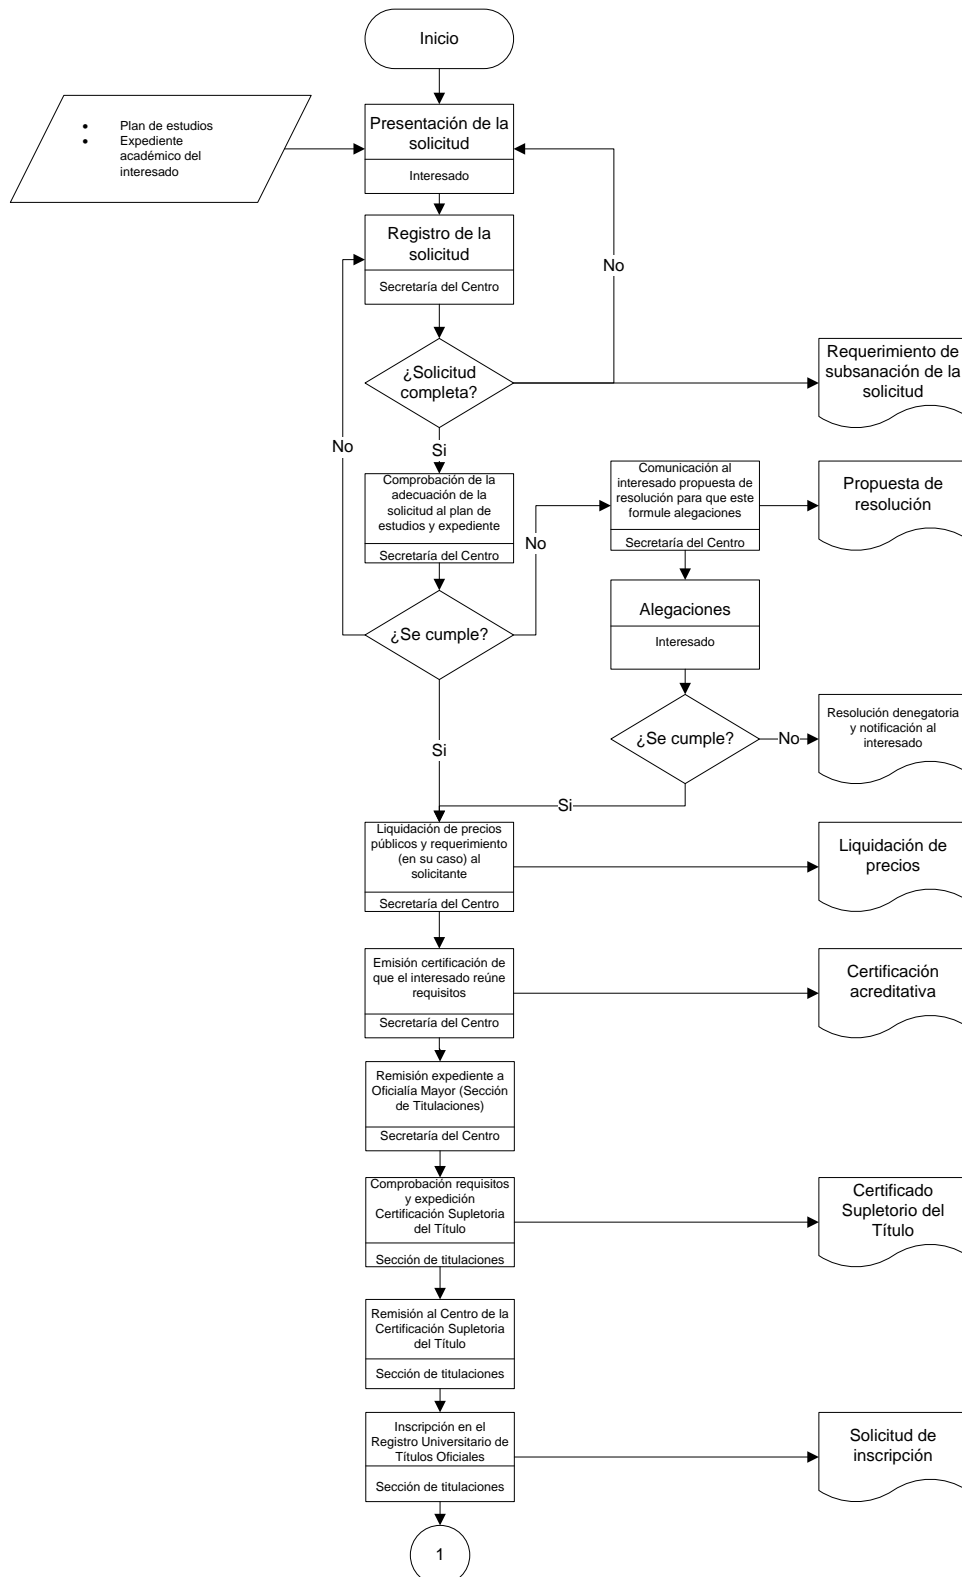 Inicio
• Plan de estudios
• Expediente
académico del
interesado
Presentación de la
solicitud
Interesado
Registro de la
solicitud
Secretaría del Centro
No
¿Solicitud
completa?
Requerimiento de
subsanación de la
solicitud
No
Si
Comprobación de la
adecuación de la
solicitud al plan de
estudios y expediente
Secretaría del Centro
No
Comunicación al
interesado propuesta de
resolución para que este
formule alegaciones
Secretaría del Centro
Propuesta de
resolución
¿Se cumple?
Alegaciones
Interesado
Si
¿Se cumple?
No
Resolución denegatoria
y notificación al
interesado
Si
Liquidación de precios
públicos y requerimiento
(en su caso) al
solicitante
Secretaría del Centro
Liquidación de
precios
Emisión certificación de
que el interesado reúne
requisitos
Secretaría del Centro
Certificación
acreditativa
Remisión expediente a
Oficialía Mayor (Sección
de Titulaciones)
Secretaría del Centro
Comprobación requisitos
y expedición
Certificación Supletoria
del Título
Sección de titulaciones
Certificado
Supletorio del
Título
Remisión al Centro de la
Certificación Supletoria
del Título
Sección de titulaciones
Inscripción en el
Registro Universitario de
Títulos Oficiales
Sección de titulaciones
Solicitud de
inscripción
1